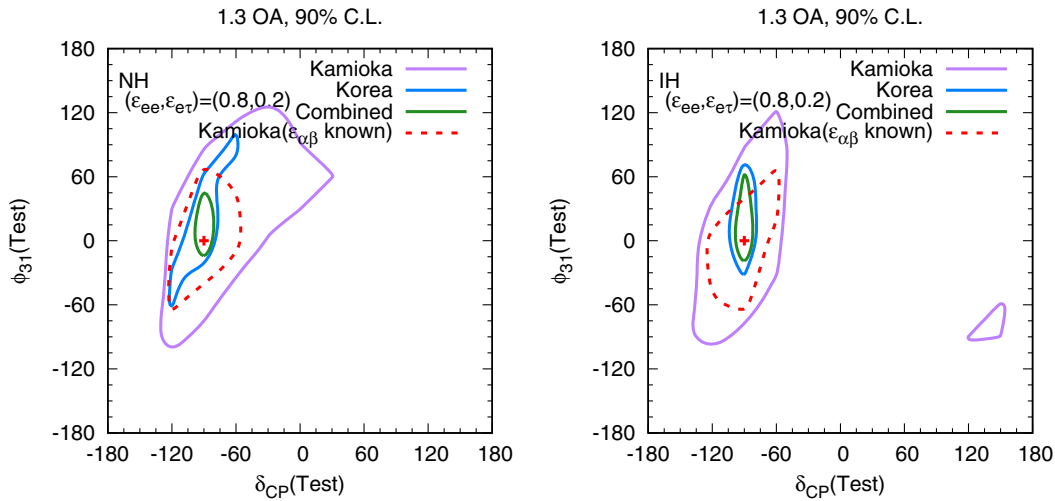 1.3 OA, 90% C.L.
180
120
60
0
-60
-120
-180
ϕ31(Test)
NH
(εee,εeτ)=(0.8,0.2)
Kamioka
Korea
Combined
Kamioka(εαβ known)
-180 -120 -60 0 60 120 180
δCP(Test)
1.3 OA, 90% C.L.
180
120
60
0
-60
-120
-180
ϕ31(Test)
IH
(εee,εeτ)=(0.8,0.2)
Kamioka
Korea
Combined
Kamioka(εαβ known)
-180 -120 -60 0 60 120 180
δCP(Test)